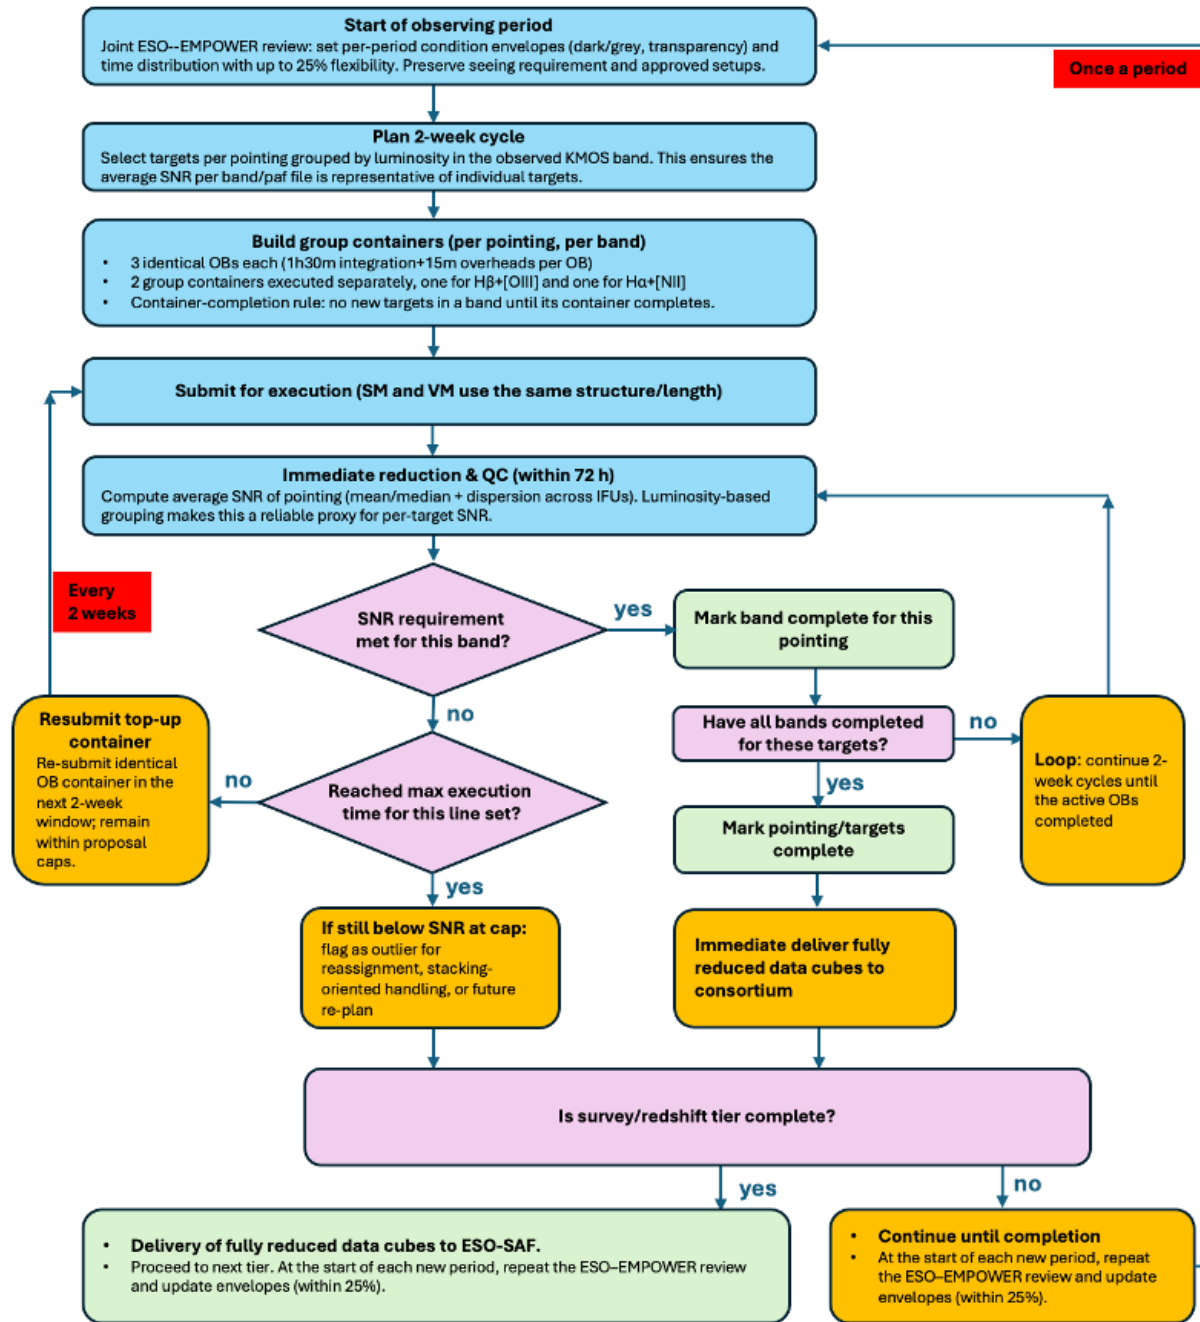 Start of observing period
Joint ESO--EMPOWER review: set per-period condition envelopes (dark/grey, transparency) and
time distribution with up to 25% flexibility. Preserve seeing requirement and approved setups.
Once a period
Plan 2-week cycle
Select targets per pointing grouped by luminosity in the observed KMOS band. This ensures the
average SNR per band/paf file is representative of individual targets.
Build group containers (per pointing, per band)
• 3 identical OBs each (1h30m integration+15m overheads per OB)
• 2 group containers executed separately, one for Hβ+[OIII] and one for Hα+[NII]
• Container-completion rule: no new targets in a band until its container completes.
Submit for execution (SM and VM use the same structure/length)
Immediate reduction & QC (within 72 h)
Compute average SNR of pointing (mean/median + dispersion across IFUs). Luminosity-based
grouping makes this a reliable proxy for per-target SNR.
Every
2 weeks
SNR requirement
met for this band?
yes
Mark band complete for this
pointing
no
Have all bands completed
for these targets?
no
yes
Loop: continue 2-
week cycles until
the active OBs
completed
Resubmit top-up
container
Re-submit identical
OB container in the
next 2-week
window; remain
within proposal
caps.
no
Reached max execution
time for this line set?
yes
Mark pointing/targets
complete
If still below SNR at cap:
flag as outlier for
reassignment, stacking-
oriented handling, or future
re-plan
Immediate deliver fully
reduced data cubes to
consortium
Is survey/redshift tier complete?
yes
no
• Delivery of fully reduced data cubes to ESO-SAF.
• Proceed to next tier. At the start of each new period, repeat the ESO–EMPOWER review
and update envelopes (within 25%).
• Continue until completion
• At the start of each new period, repeat
the ESO–EMPOWER review and update
envelopes (within 25%).